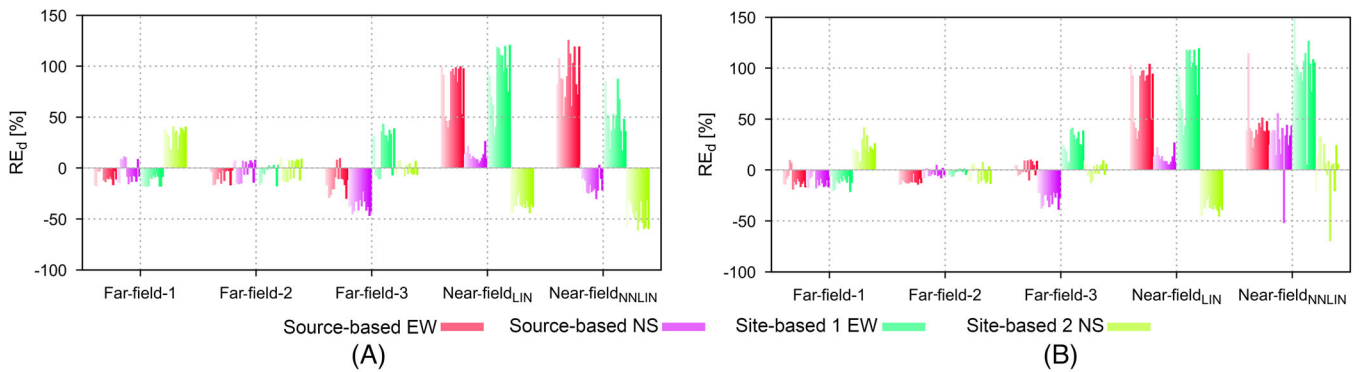 150
100
50
0
-50
-100
RE_d [%]
Far-field-1 Far-field-2 Far-field-3 Near-field_LIN Near-field_NNLIN
150
100
50
0
-50
-100
RE_d [%]
Far-field-1 Far-field-2 Far-field-3 Near-field_LIN Near-field_NNLIN
Source-based EW Source-based NS Site-based 1 EW Site-based 2 NS
(A) (B)